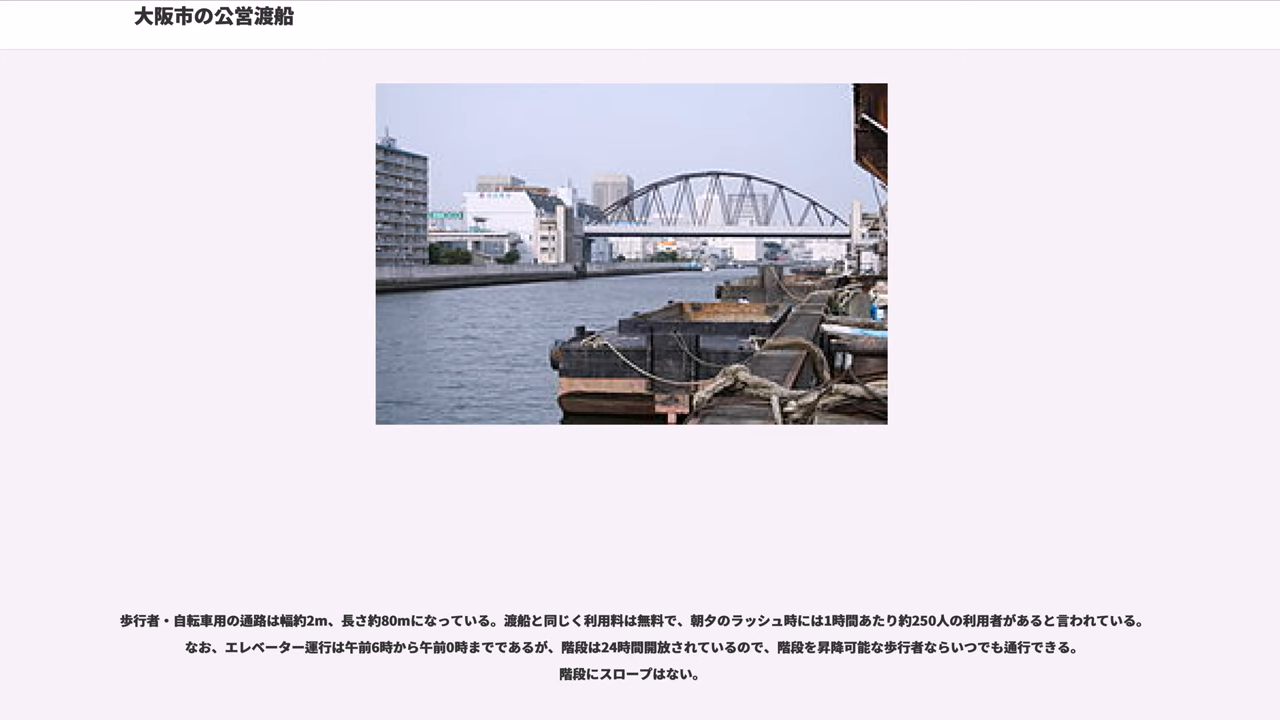 大阪市の公営渡船
歩行者・自転車用の通路は幅約2m、長さ約80mになっている。渡船と同じく利用料は無料で、朝夕のラッシュ時には1時間あたり約250人の利用者があると言われている。
なお、エレベーター運行は午前6時から午前0時までであるが、階段は24時間開放されているので、階段を昇降可能な歩行者ならいつでも通行できる。
階段にスロープはない。